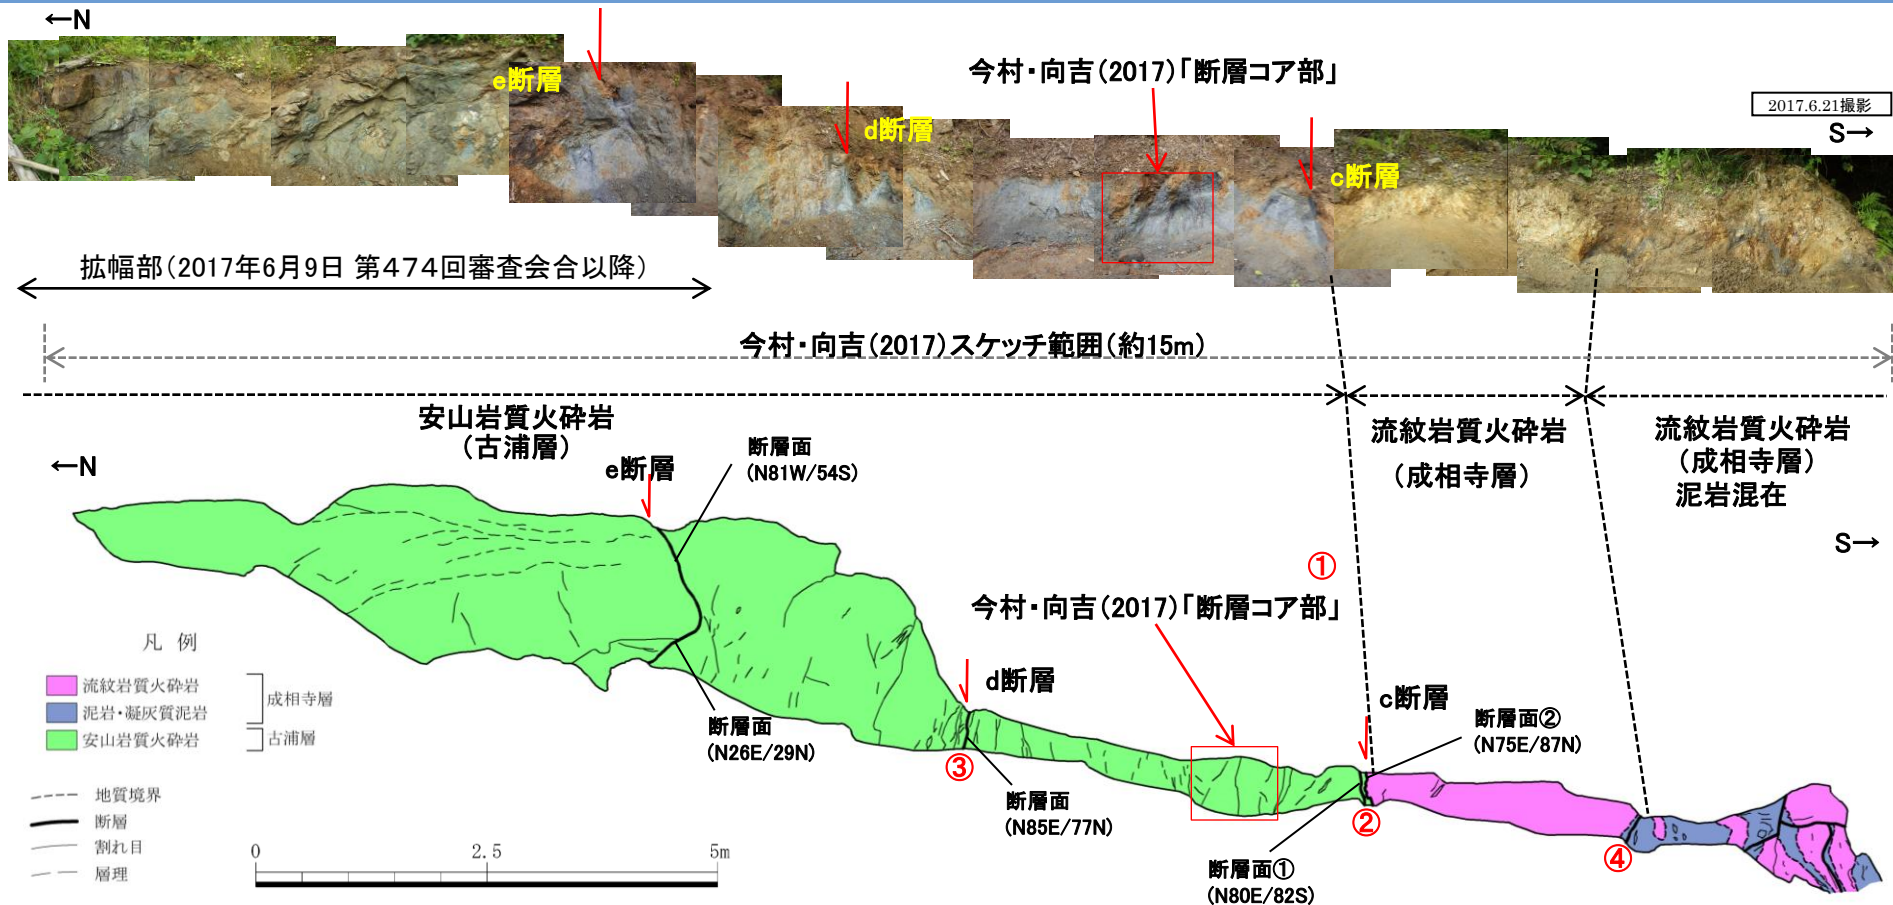 ←N
e断層
d断層
今村・向吉(2017)「断層コア部」
c断層
2017.6.21撮影
S→
拡幅部(2017年6月9日 第474回審査会合以降)
今村・向吉(2017)スケッチ範囲(約15m)
安山岩質火砕岩
(古浦層)
流紋岩質火砕岩
(成相寺層)
流紋岩質火砕岩
(成相寺層)
泥岩混在
←N
S→
e断層
断層面
(N81W/54S)
①
今村・向吉(2017)「断層コア部」
d断層
c断層
断層面②
(N75E/87N)
断層面
(N26E/29N)
③
断層面
(N85E/77N)
②
断層面①
(N80E/82S)
④
凡 例
流紋岩質火砕岩
泥岩・凝灰質泥岩
成相寺層
安山岩質火砕岩
古浦層
地質境界
断層
割れ目
層理
0 2.5 5m